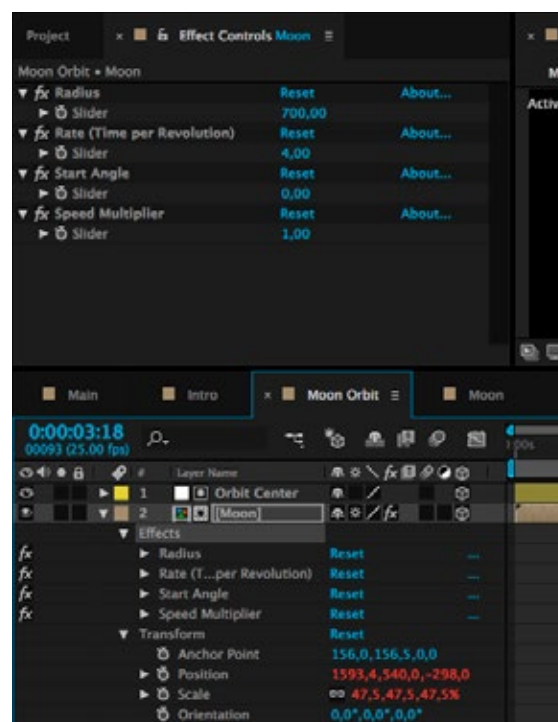 Project × Effect Controls Moon
Moon Orbit • Moon
fx Radius Reset About...
Slider 700,00
fx Rate (Time per Revolution) Reset About...
Slider 4,00
fx Start Angle Reset About...
Slider 0,00
fx Speed Multiplier Reset About...
Slider 1,00
M
Activ
Main Intro × Moon Orbit Moon
0:00:03:18
00093 (25.00 fps)
# Layer Name
1 Orbit Center
2 [Moon]
Effects
fx Radius Reset ...
fx Rate (T...per Revolution) Reset ...
fx Start Angle Reset ...
fx Speed Multiplier Reset ...
Transform Reset
Anchor Point 156,0,156,5,0,0
Position 1593,4,540,0,-298,0
Scale 47,5,47,5,47,5%
Orientation 0,0°,0,0°,0,0°